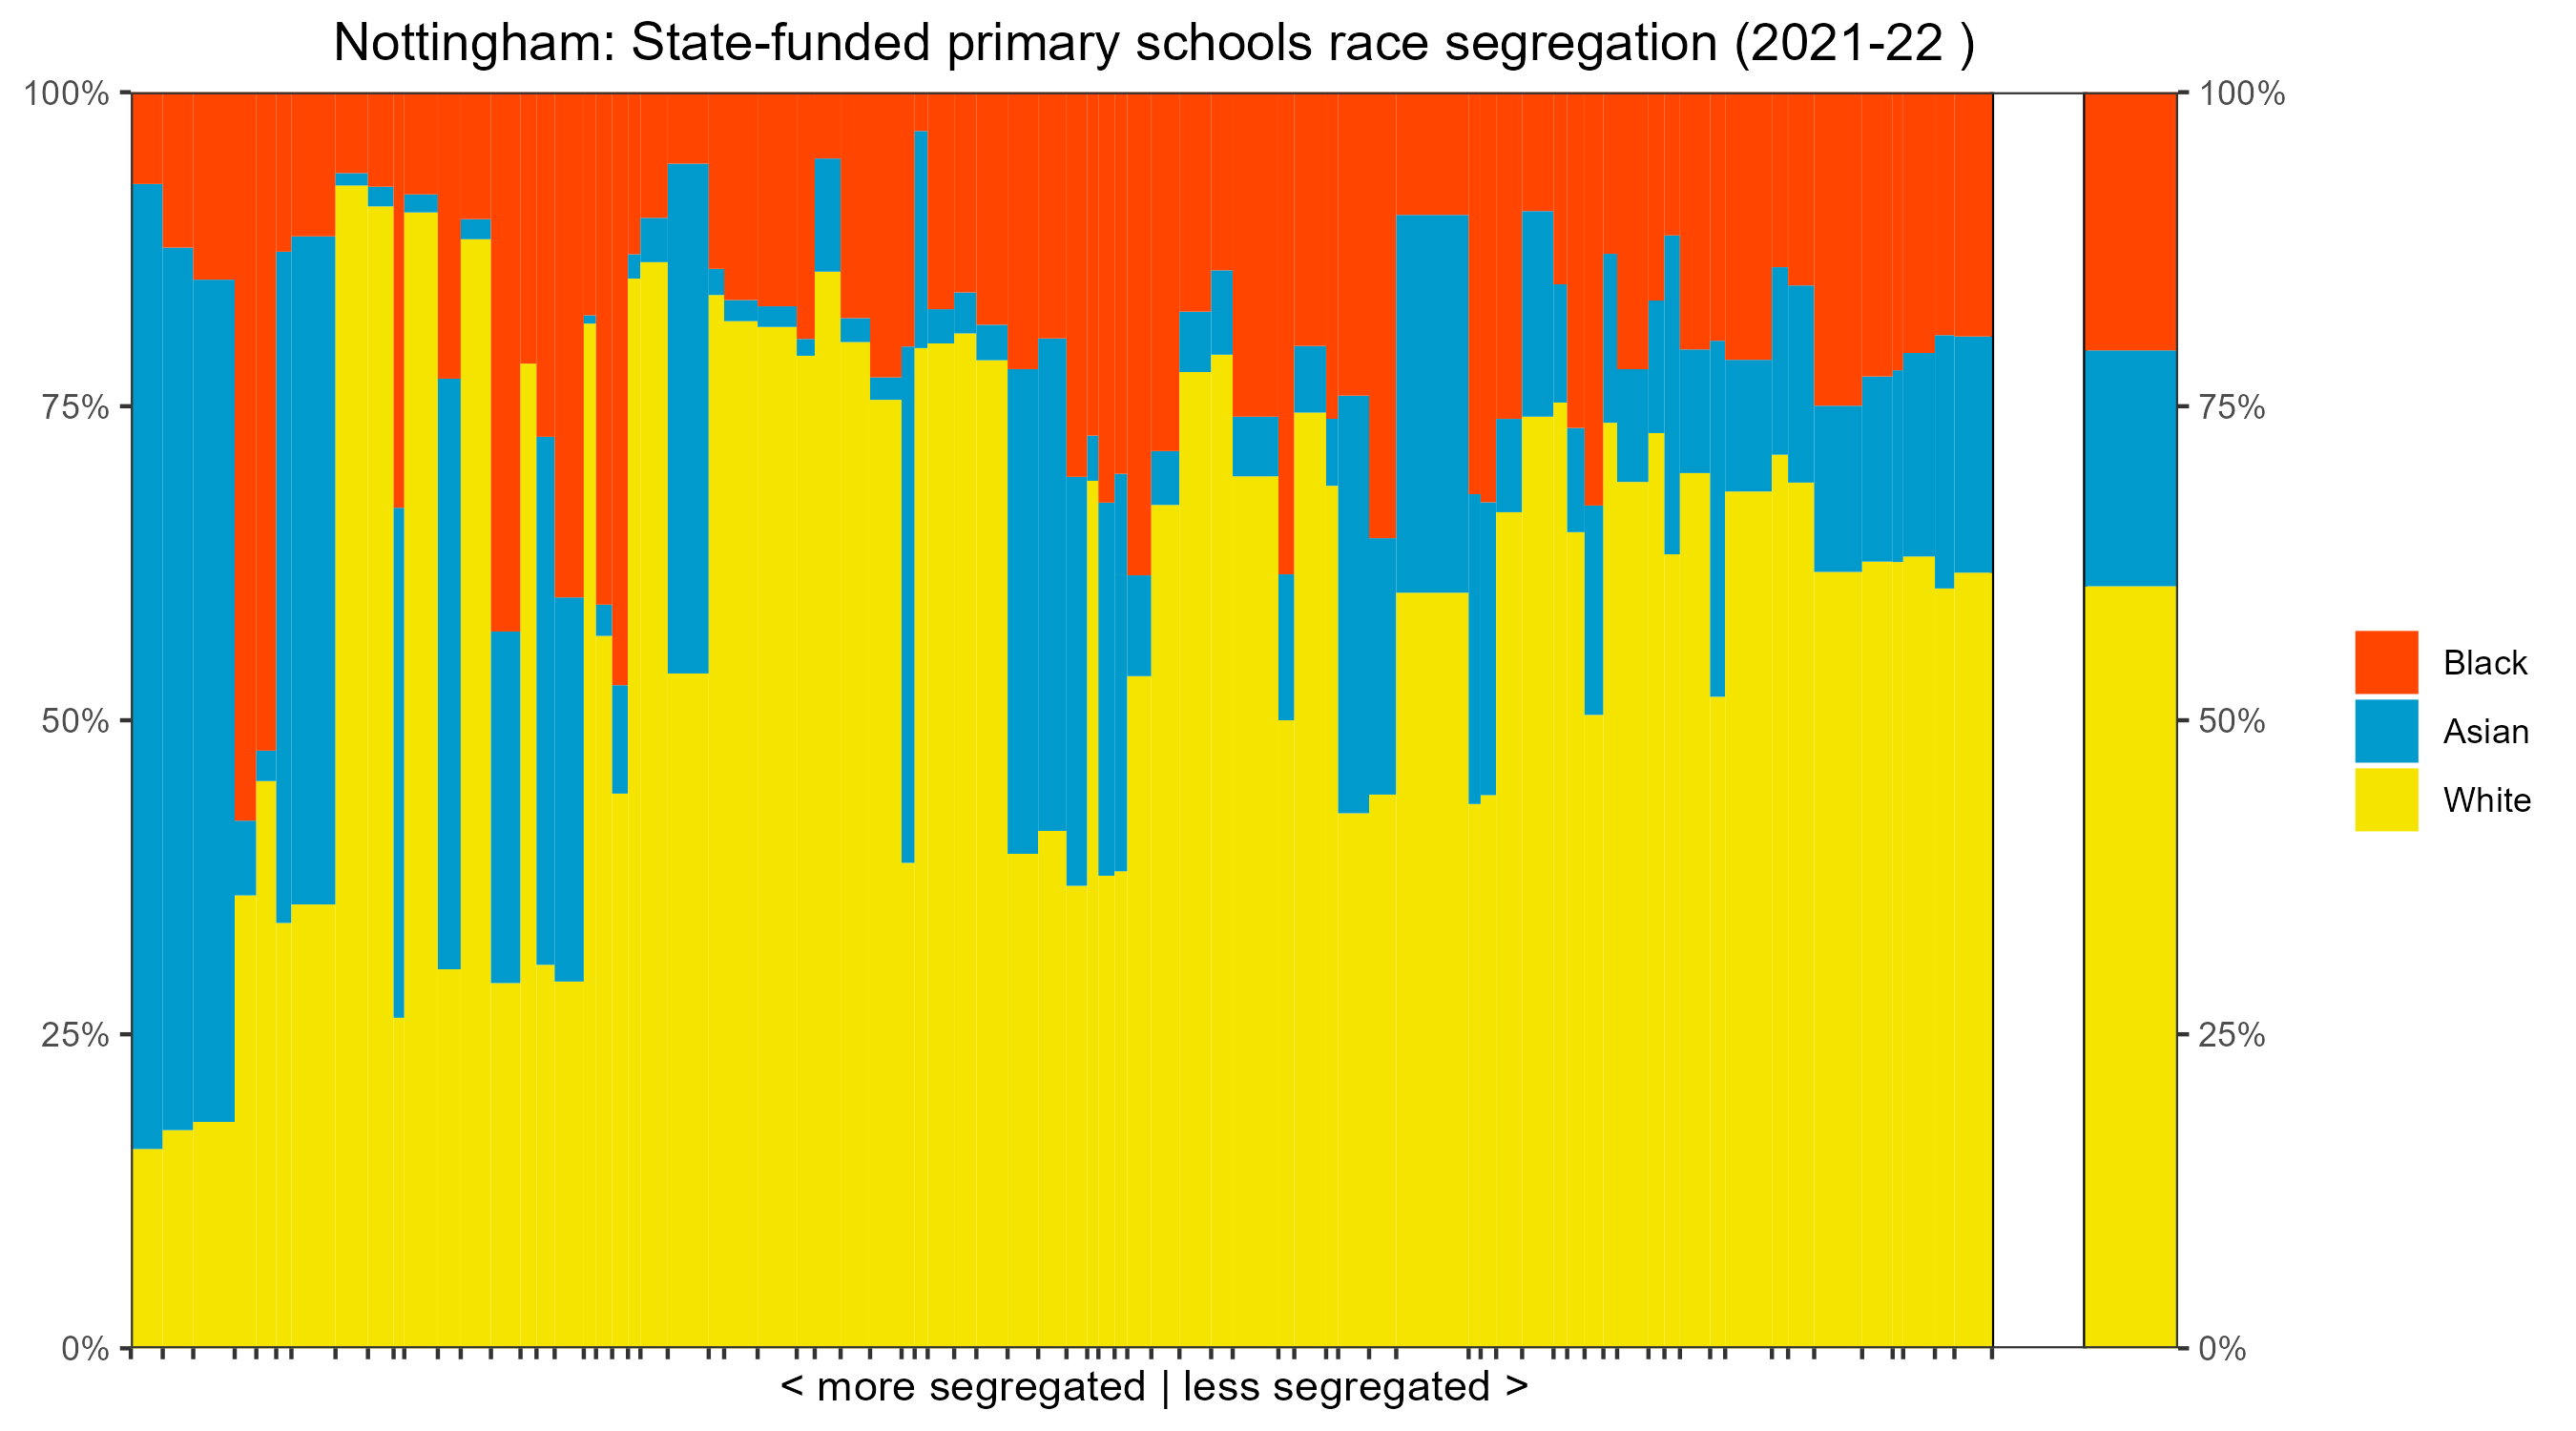 Nottingham: State-funded primary schools race segregation (2021-22 )
100%
75%
50%
25%
0%
100%
75%
50%
25%
0%
Black
Asian
White
< more segregated | less segregated >